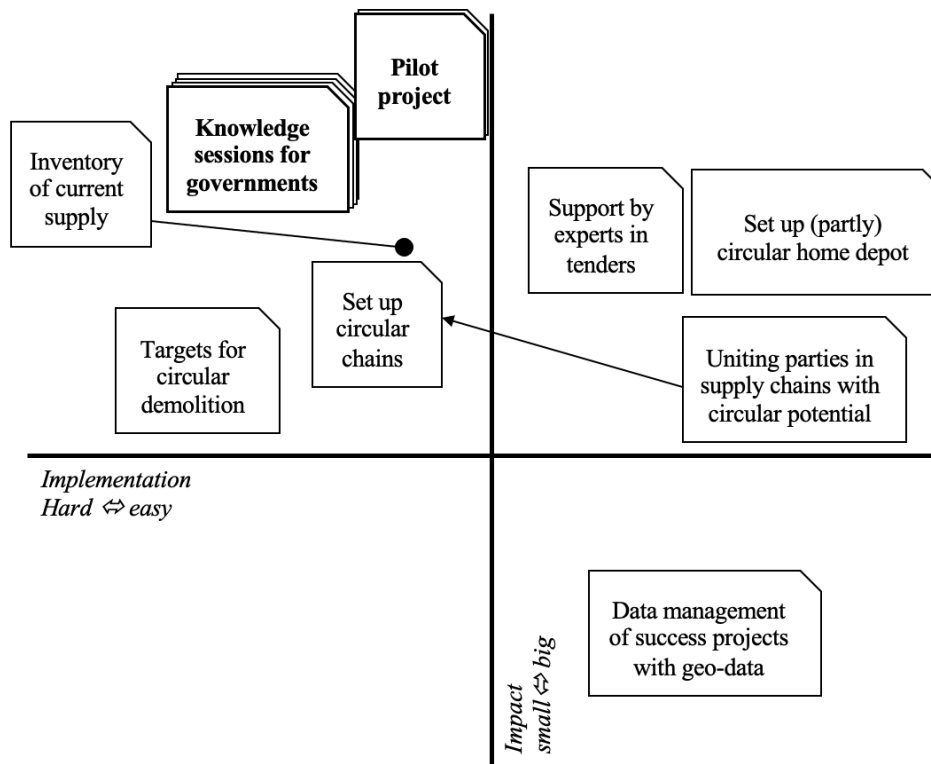 Pilot
project
Knowledge
sessions for
governments
Inventory
of current
supply
Support by
experts in
tenders
Set up (partly)
circular home depot
Set up
circular
chains
Targets for
circular
demolition
Uniting parties in
supply chains with
circular potential
Implementation
Hard ⇔ easy
Data management
of success projects
with geo-data
Impact
small ⇔ big